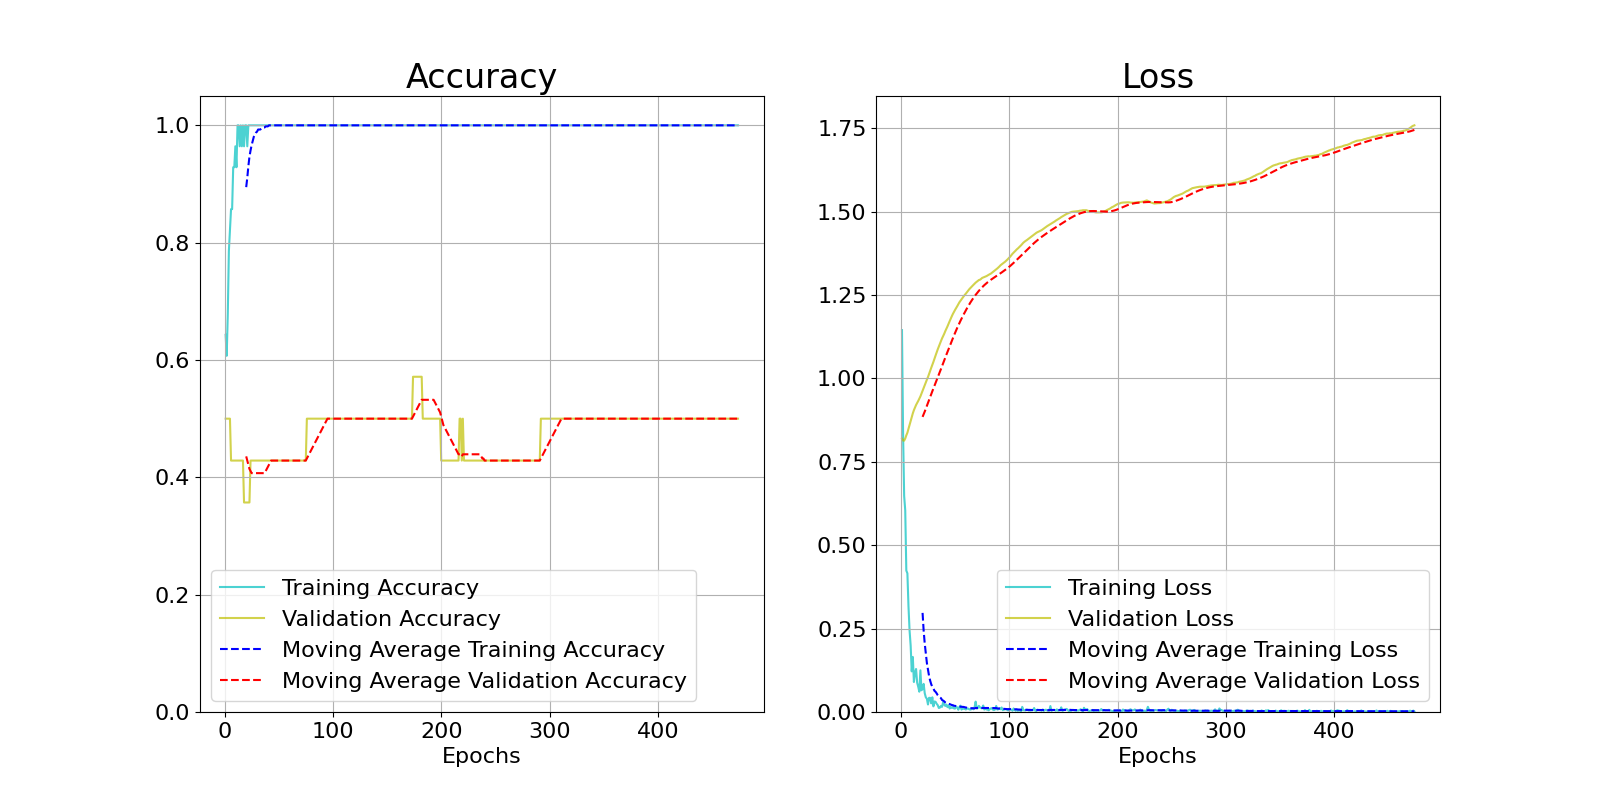 Accuracy
1.0
0.8
0.6
0.4
0.2
0.0
0 100 200 300 400
Epochs
Training Accuracy
Validation Accuracy
Moving Average Training Accuracy
Moving Average Validation Accuracy
Loss
1.75
1.50
1.25
1.00
0.75
0.50
0.25
0.00
0 100 200 300 400
Epochs
Training Loss
Validation Loss
Moving Average Training Loss
Moving Average Validation Loss